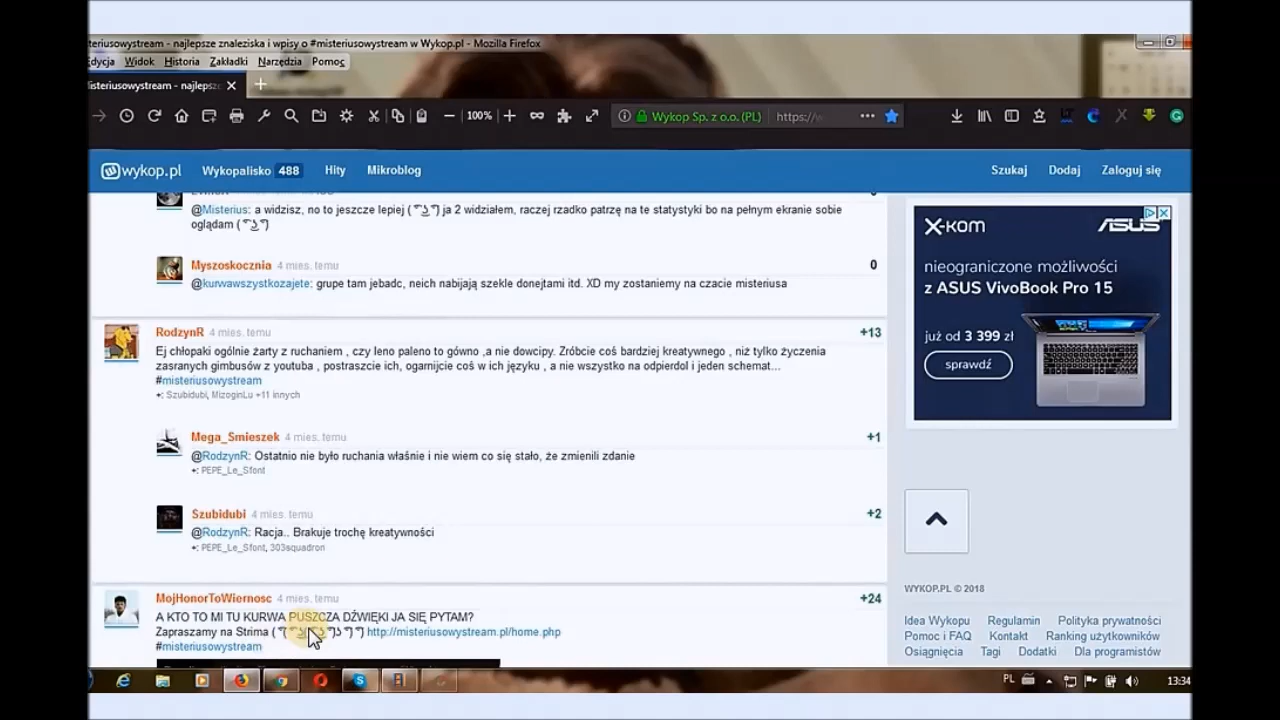 isteriusowystream - najlepsze znaleziska i wpisy o #misteriusowystream w Wykop.pl - Mozilla Firefox
Edycja Widok Historia Zakładki Narzędzia Pomoc
misteriusowystream - najlepsz
100% Wykop Sp. z o.o. (PL) https://w
wykop.pl Wykopalisko 488 Hity Mikroblog Szukaj Dodaj Zaloguj się
@Misterius: a widzisz, no to jeszcze lepiej ( ͡° ͜ʖ ͡°) ja 2 widziałem, raczej rzadko patrzę na te statystyki bo na pełnym ekranie sobie
oglądam ( ͡° ͜ʖ ͡°)
Myszoskocznia 4 mies. temu 0
@kurwawszystkozajete: grupe tam jebadc, neich nabijają szekle donejtami itd. XD my zostaniemy na czacie misteriusa
RodzynR 4 mies. temu +13
Ej chłopaki ogólnie żarty z ruchaniem , czy leno paleno to gówno ,a nie dowcipy. Zróbcie coś bardziej kreatywnego , niż tylko życzenia
zasranych gimbusów z youtuba , postraszcie ich, ogarnijcie coś w ich języku , a nie wszystko na odpierdol i jeden schemat...
#misteriusowystream
+: Szubidubi, MizoginLu +11 innych
Mega_Smieszek 4 mies. temu +1
@RodzynR: Ostatnio nie było ruchania właśnie i nie wiem co się stało, że zmienili zdanie
+: PEPE_Le_Sfont
Szubidubi 4 mies. temu +2
@RodzynR: Racja.. Brakuje trochę kreatywności
+: PEPE_Le_Sfont, 303squadron
MojHonorToWiernosc 4 mies. temu +24
A KTO TO MI TU KURWA PUSZCZA DŹWIĘKI JA SIĘ PYTAM?
Zapraszamy na Strima http://misteriusowystream.pl/home.php
#misteriusowystream
x-kom ASUS
nieograniczone możliwości
z ASUS VivoBook Pro 15
już od 3 399 zł
sprawdź
WYKOP.PL © 2018
Idea Wykopu Regulamin Polityka prywatności
Pomoc i FAQ Kontakt Ranking użytkowników
Osiągnięcia Tagi Dodatki Dla programistów
PL 13:34